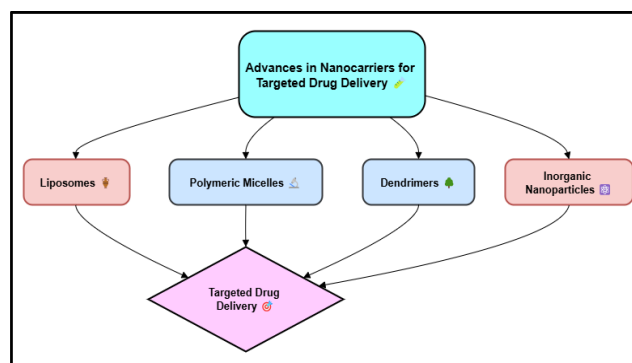 Advances in Nanocarriers for
Targeted Drug Delivery 🧪
Liposomes ⚱️
Polymeric Micelles 🔬
Dendrimers 🌳
Inorganic
Nanoparticles ⚛️
Targeted Drug
Delivery 🎯